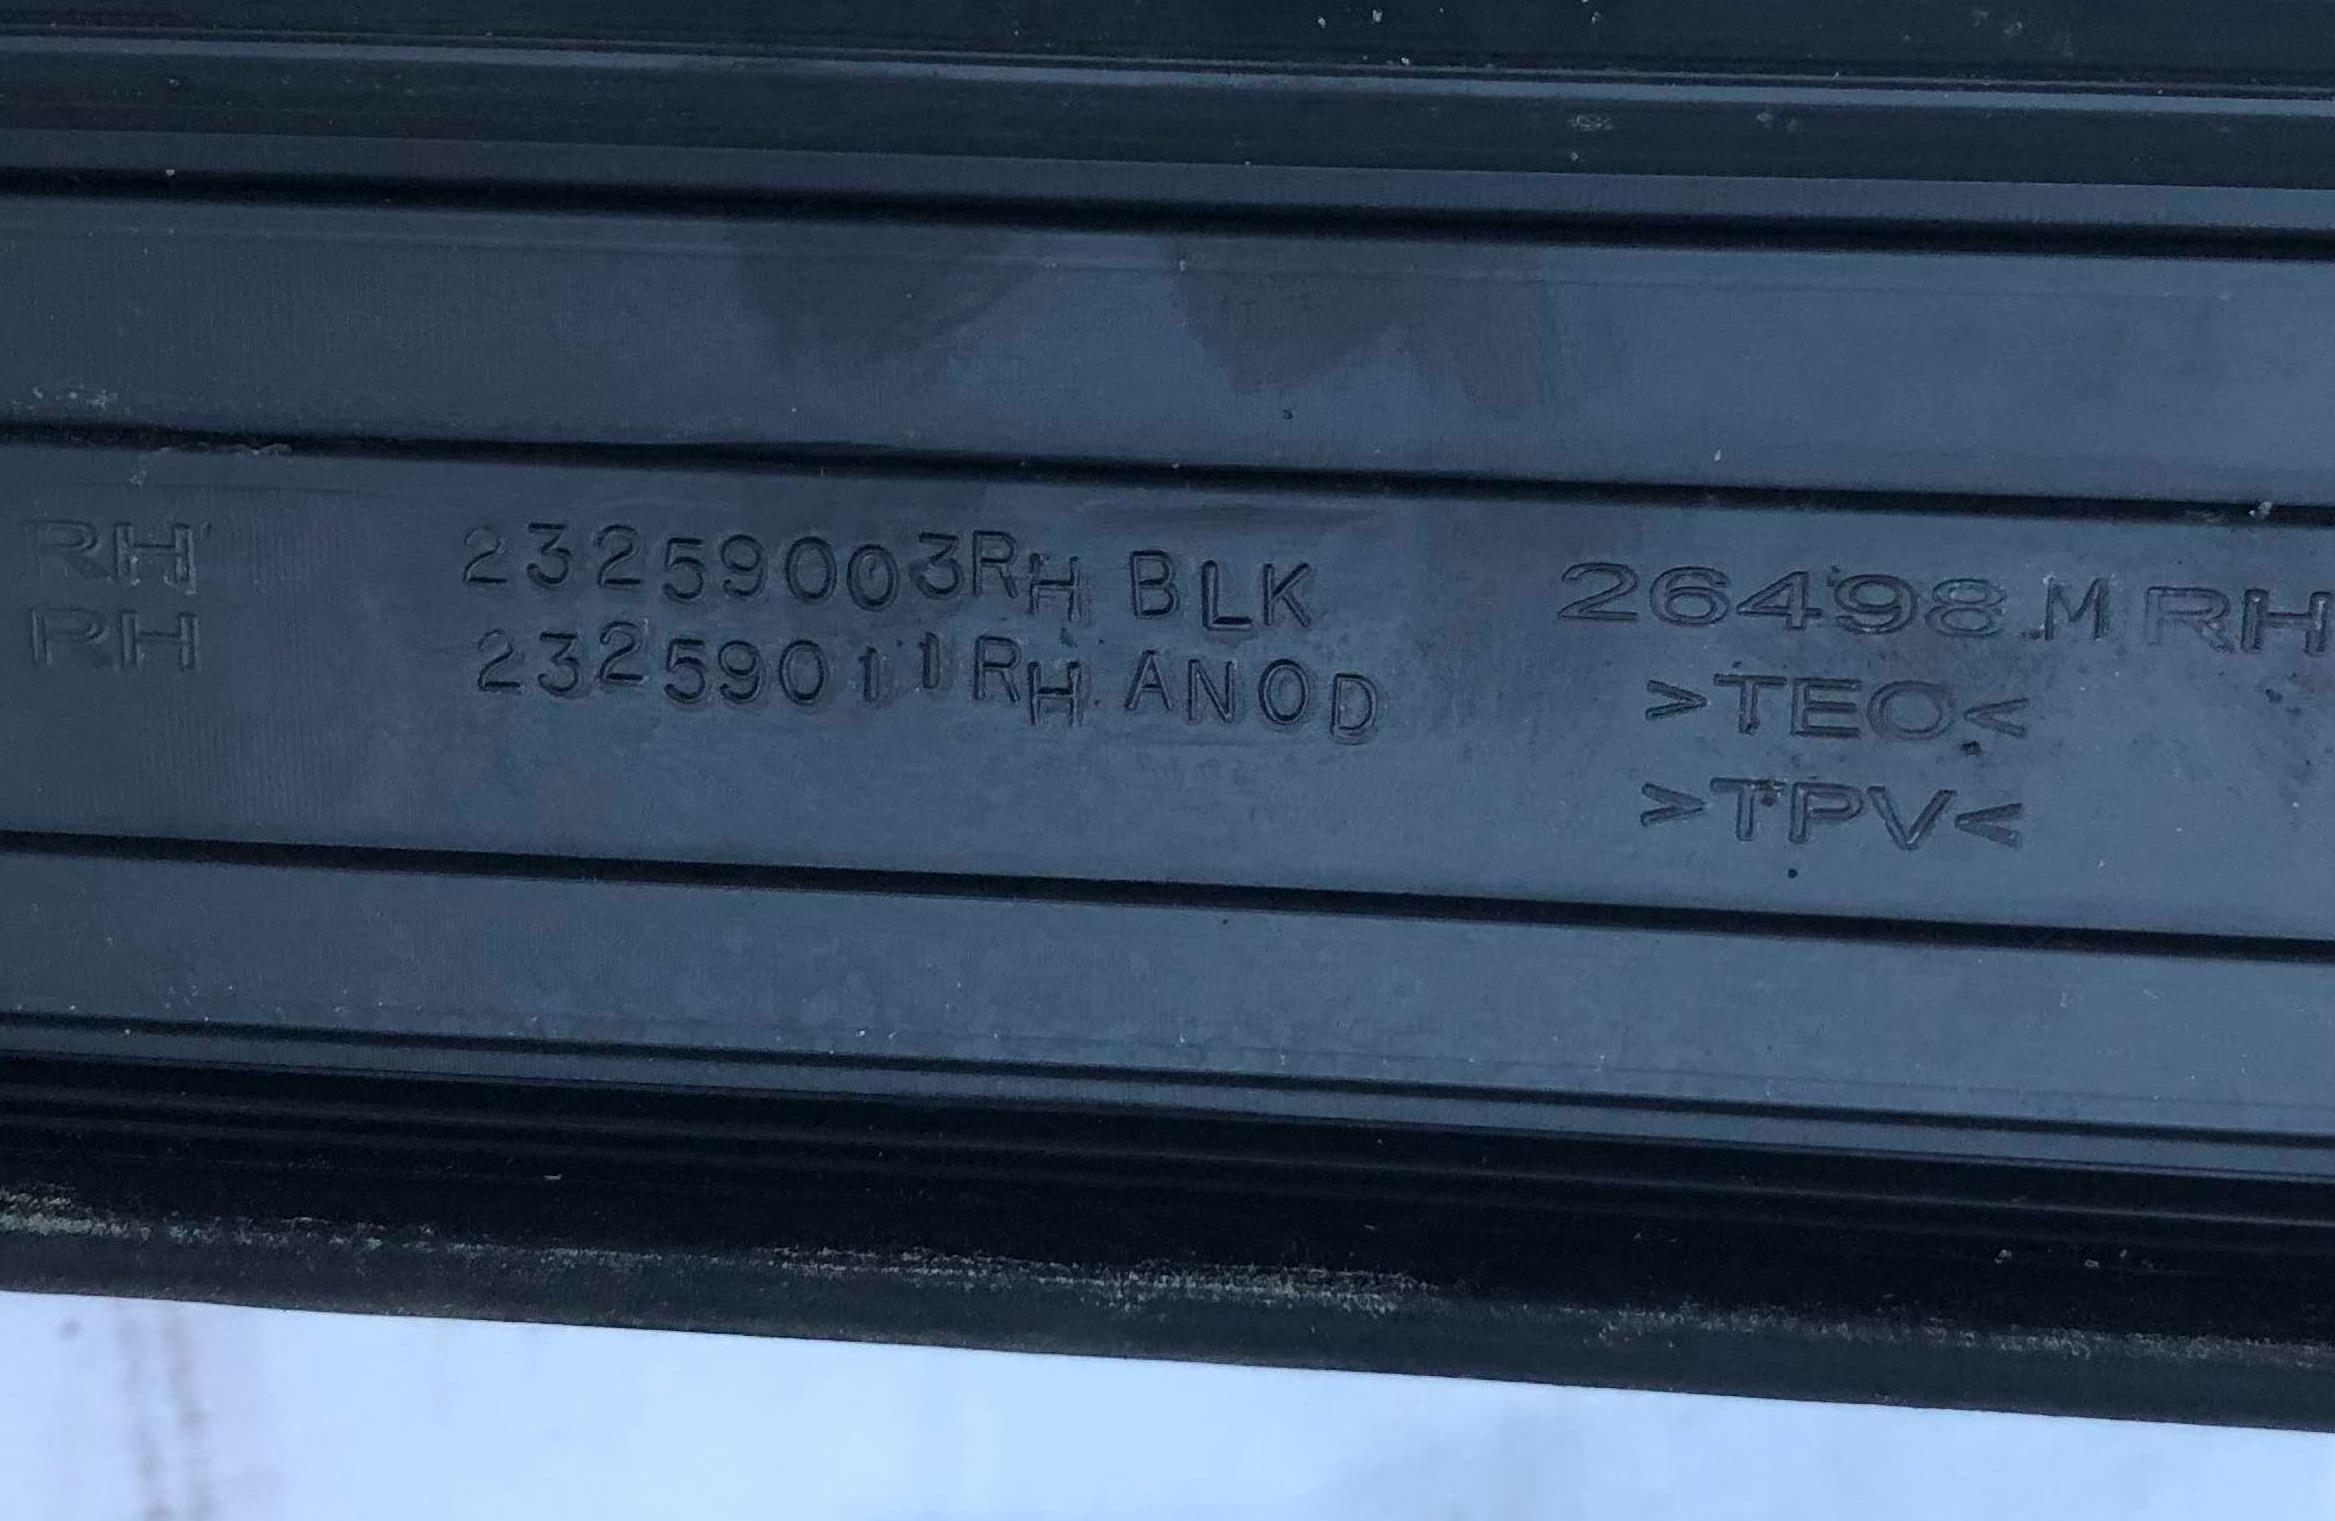 RH 23259003RH BLK 26498 M RH
RH 23259011RH ANOD >TEO<
>TPV<